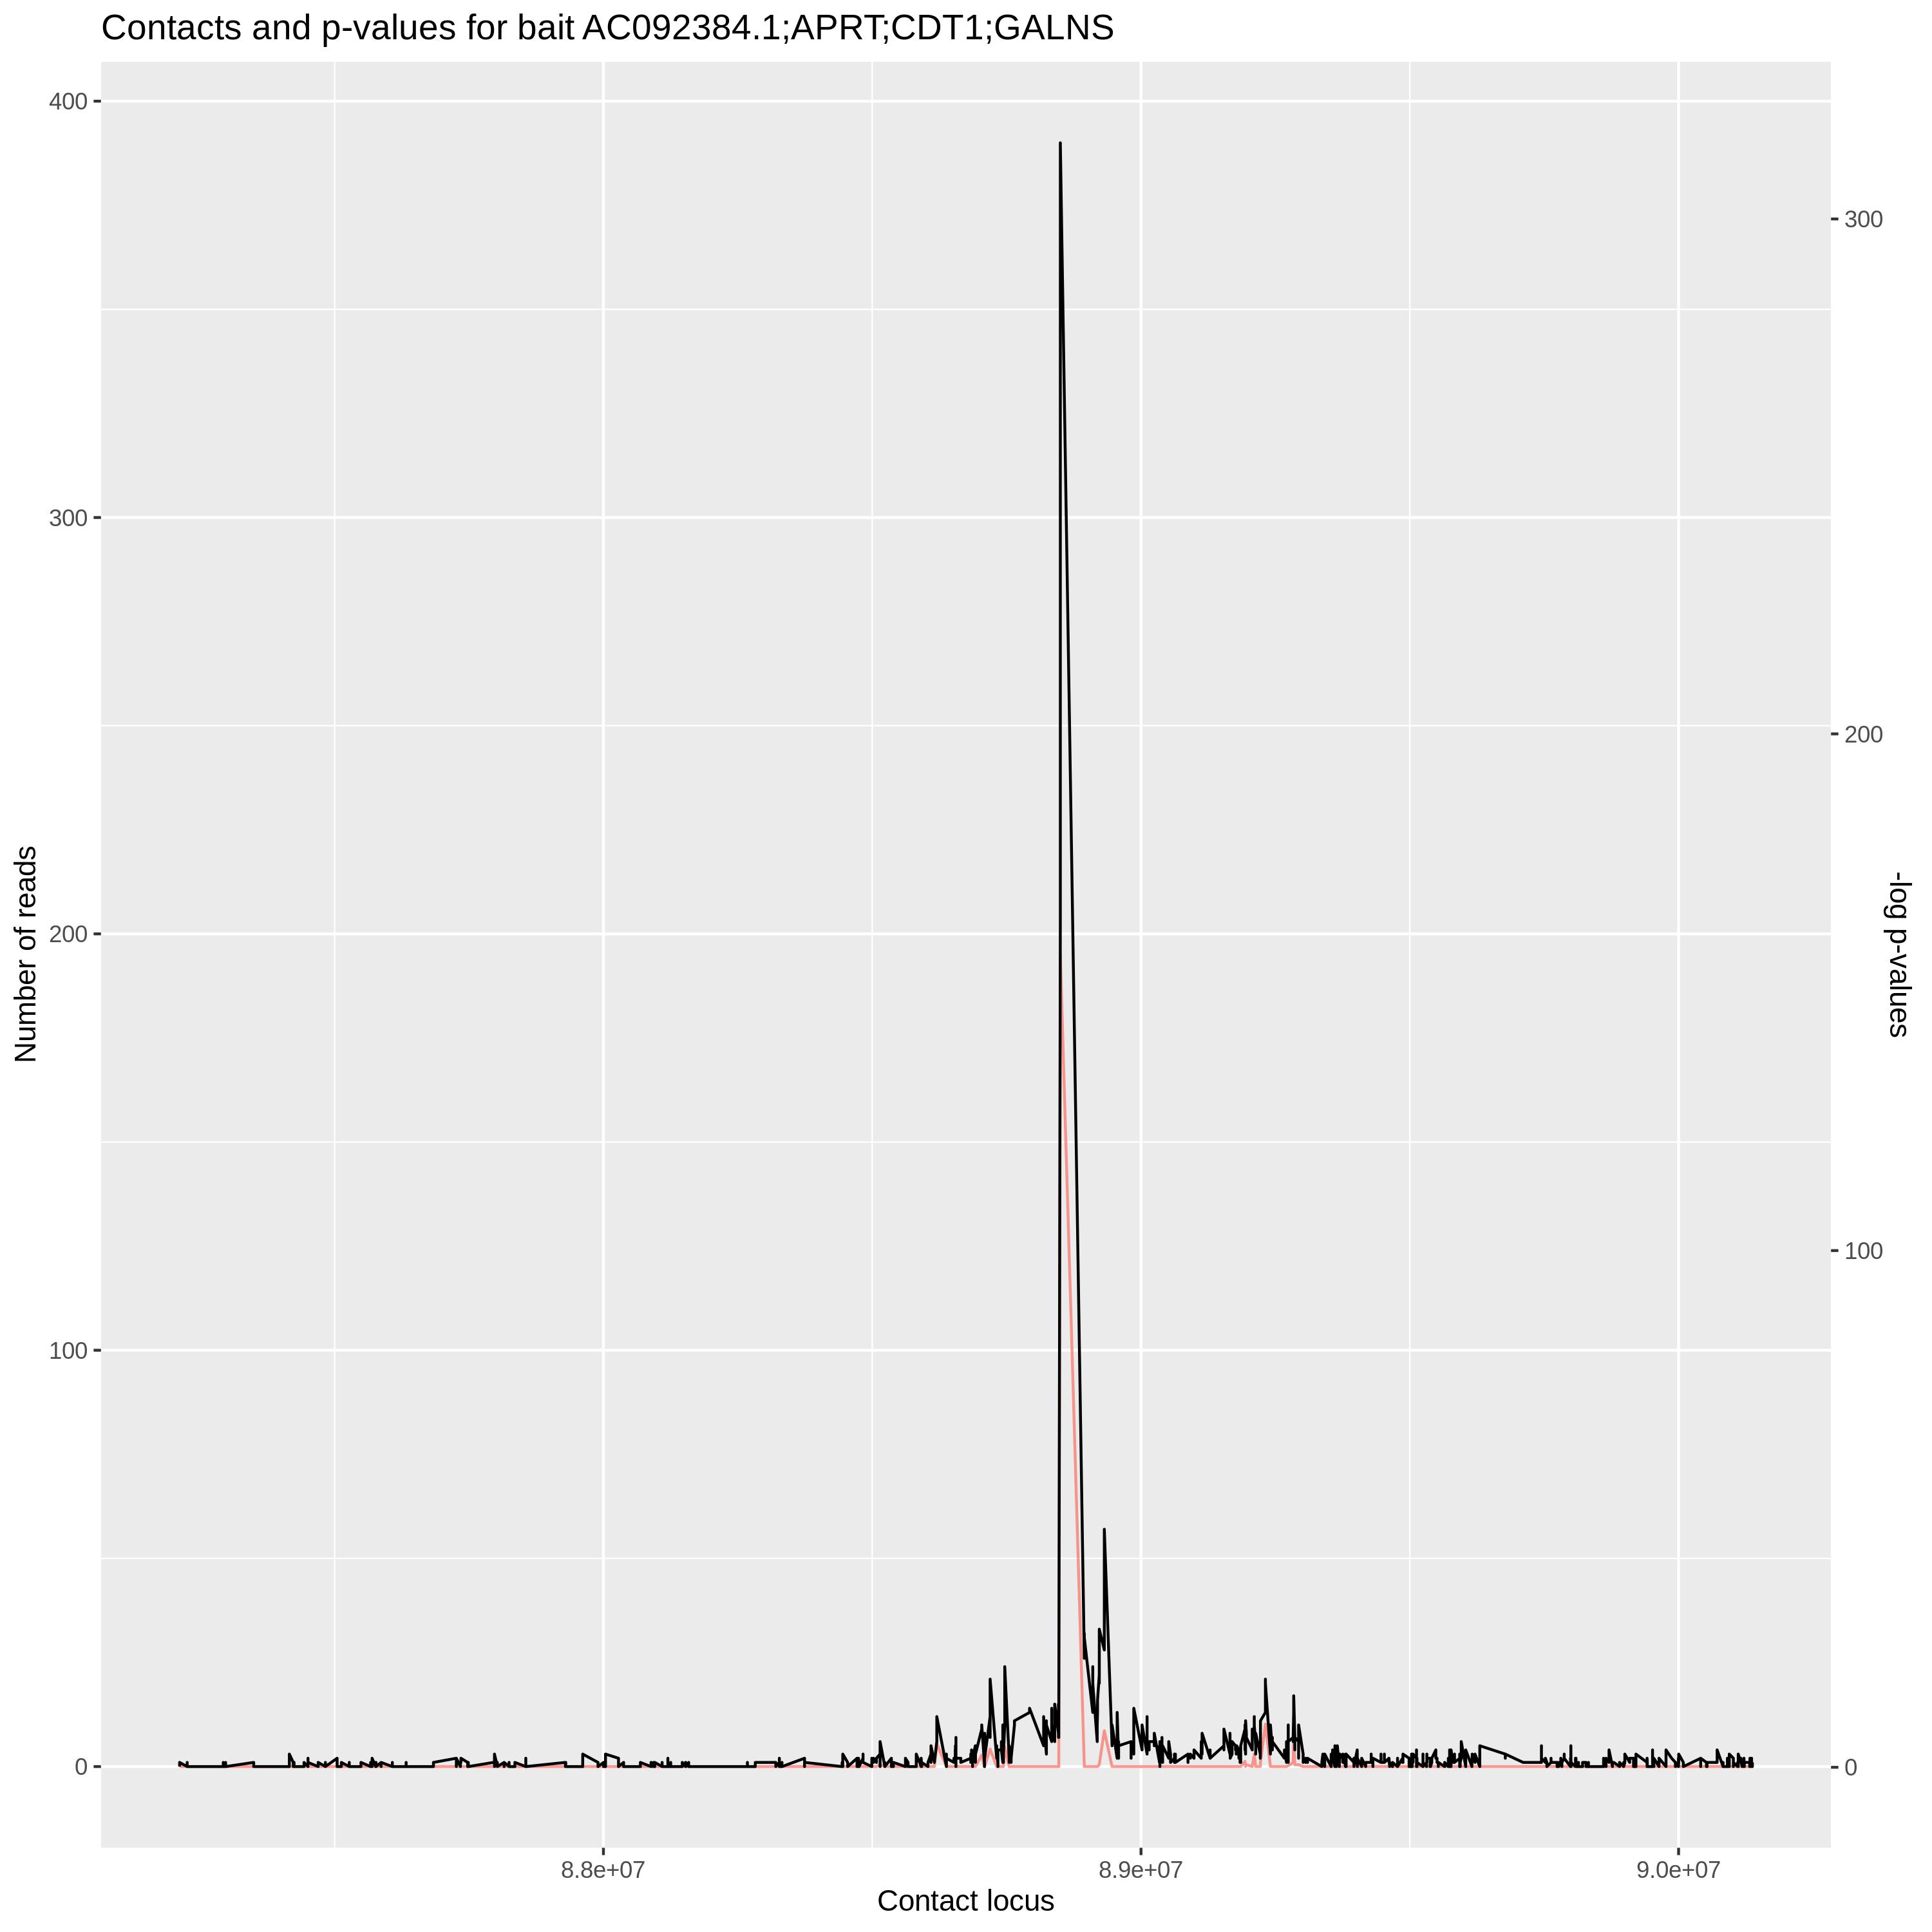 Contacts and p-values for bait AC092384.1;APRT;CDT1;GALNS
400
300
200
100
0
Number of reads
300
200
100
0
-log p-values
8.8e+07
8.9e+07
9.0e+07
Contact locus